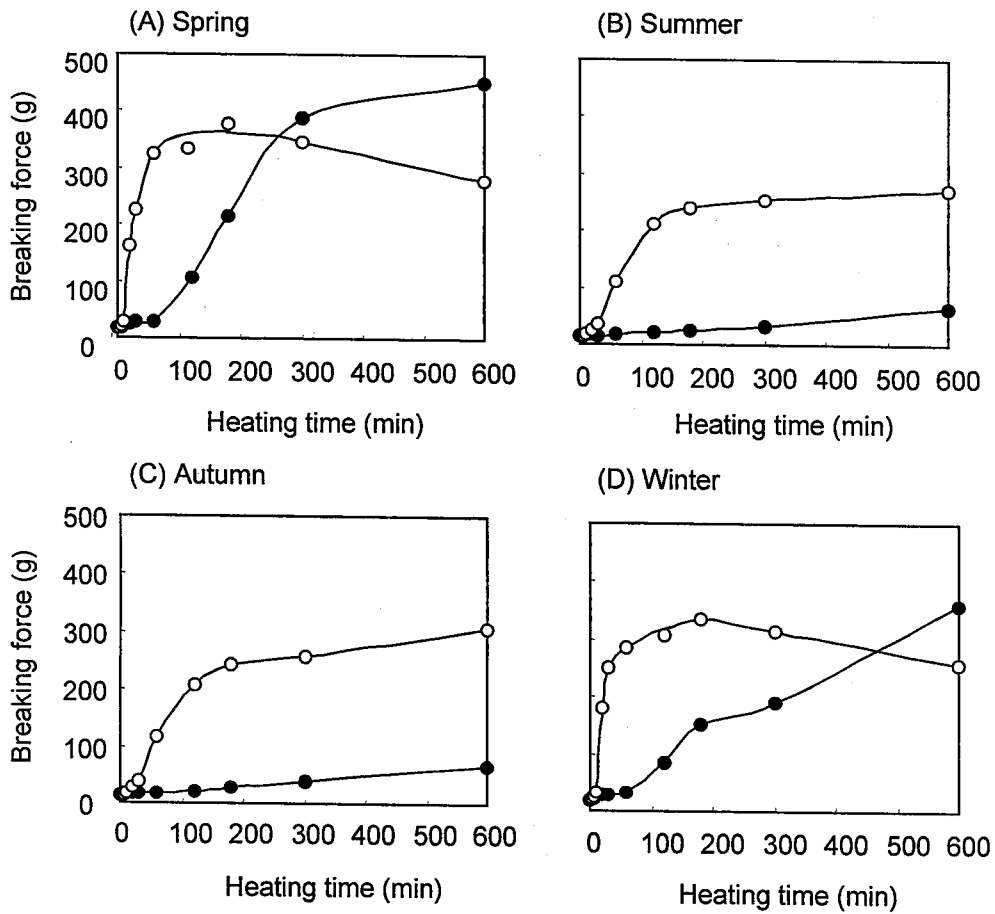 (A) Spring
500
400
300
200
100
0
Breaking force (g)
0 100 200 300 400 500 600
Heating time (min)
(B) Summer
0 100 200 300 400 500 600
Heating time (min)
(C) Autumn
500
400
300
200
100
0
Breaking force (g)
0 100 200 300 400 500 600
Heating time (min)
(D) Winter
0 100 200 300 400 500 600
Heating time (min)